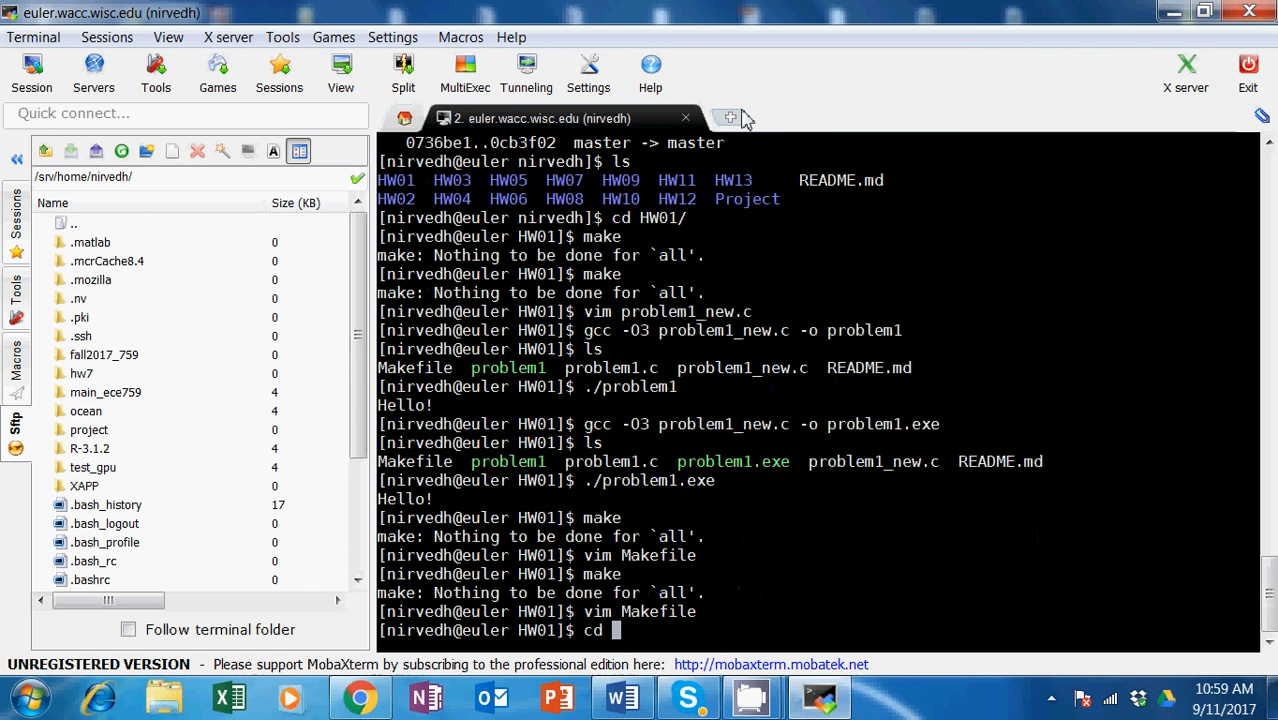 euler.wacc.wisc.edu (nirvedh)
Terminal Sessions View X server Tools Games Settings Macros Help
Session Servers Tools Games Sessions View Split MultiExec Tunneling Settings Help X server Exit
Quick connect...
2. euler.wacc.wisc.edu (nirvedh)
/srv/home/nirvedh/
Name Size (KB)
..
.matlab 0
.mcrCache8.4 0
.mozilla 0
.nv 0
.pki 0
.ssh 0
fall2017_759 0
hw7 0
main_ece759 4
ocean 4
project 0
R-3.1.2 4
test_gpu 4
XAPP 0
.bash_history 17
.bash_logout 0
.bash_profile 0
.bash_rc 0
.bashrc 0
Follow terminal folder
Sessions
Tools
Macros
Sftp
0736be1..0cb3f02 master -> master
[nirvedh@euler nirvedh]$ ls
HW01 HW03 HW05 HW07 HW09 HW11 HW13 README.md
HW02 HW04 HW06 HW08 HW10 HW12 Project
[nirvedh@euler nirvedh]$ cd HW01/
[nirvedh@euler HW01]$ make
make: Nothing to be done for `all'.
[nirvedh@euler HW01]$ make
make: Nothing to be done for `all'.
[nirvedh@euler HW01]$ vim problem1_new.c
[nirvedh@euler HW01]$ gcc -O3 problem1_new.c -o problem1
[nirvedh@euler HW01]$ ls
Makefile problem1 problem1.c problem1_new.c README.md
[nirvedh@euler HW01]$ ./problem1
Hello!
[nirvedh@euler HW01]$ gcc -O3 problem1_new.c -o problem1.exe
[nirvedh@euler HW01]$ ls
Makefile problem1 problem1.c problem1.exe problem1_new.c README.md
[nirvedh@euler HW01]$ ./problem1.exe
Hello!
[nirvedh@euler HW01]$ make
make: Nothing to be done for `all'.
[nirvedh@euler HW01]$ vim Makefile
[nirvedh@euler HW01]$ make
make: Nothing to be done for `all'.
[nirvedh@euler HW01]$ vim Makefile
[nirvedh@euler HW01]$ cd
UNREGISTERED VERSION - Please support MobaXterm by subscribing to the professional edition here: http://mobaxterm.mobatek.net
10:59 AM
9/11/2017